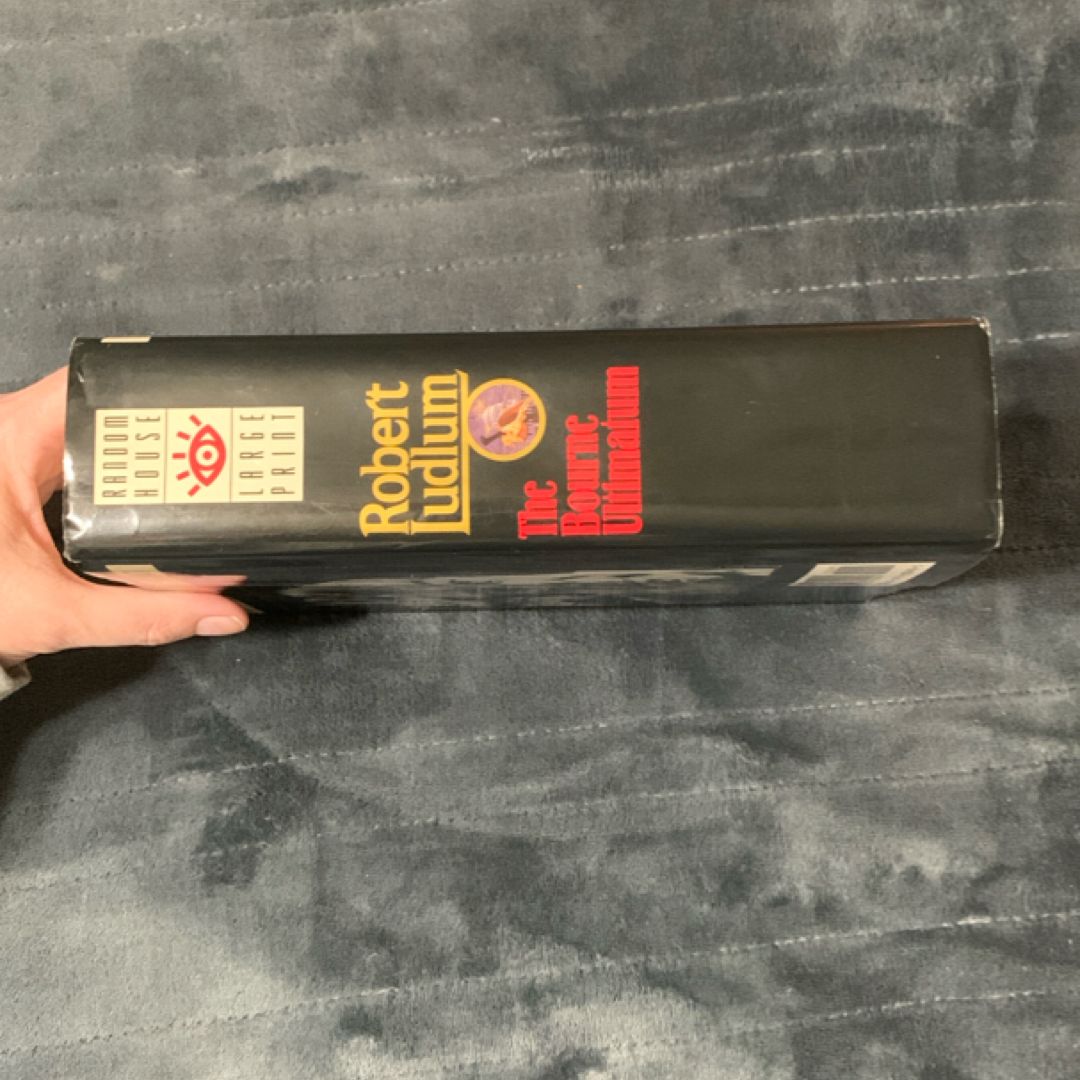 RANDOM
HOUSE
LARGE
PRINT
Robert
Ludlum
The
Bourne
Ultimatum